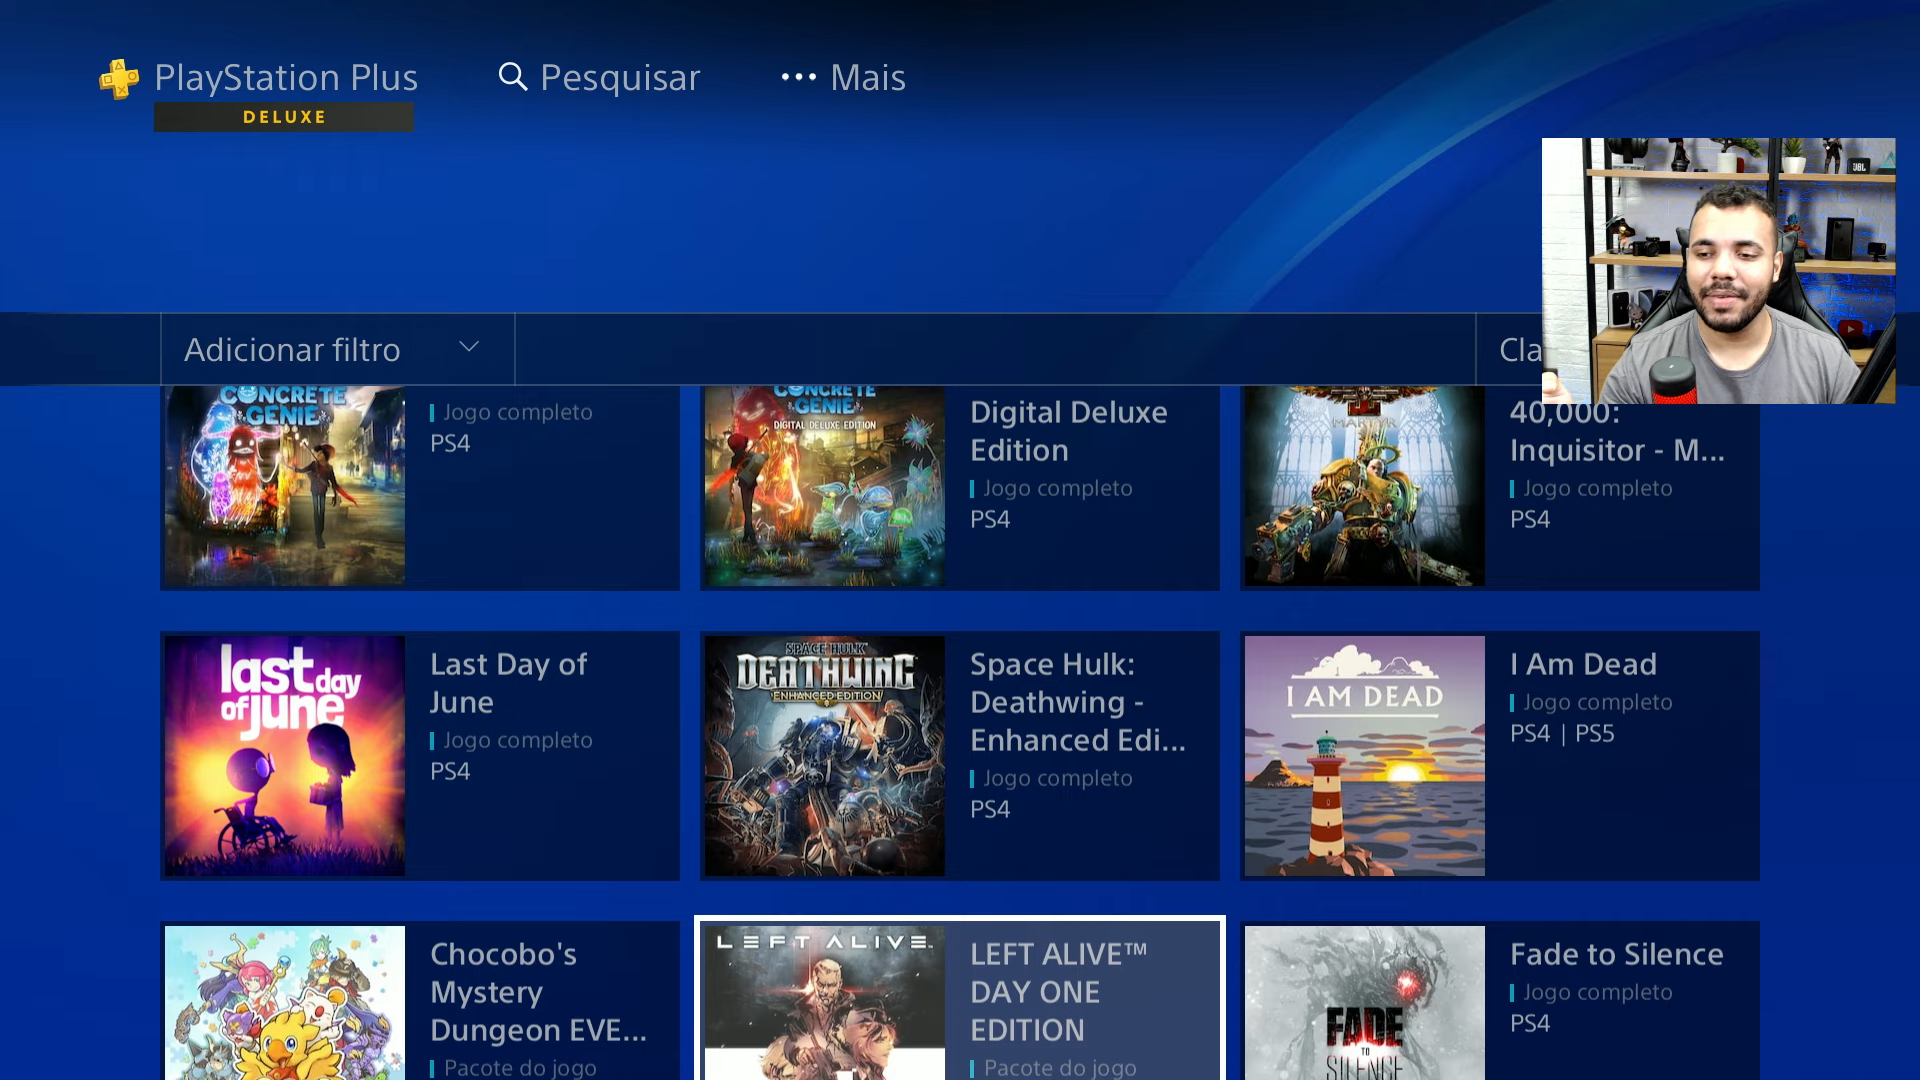 PlayStation Plus
DELUXE
Pesquisar
Mais
Adicionar filtro
Cla
CONCRETE
GENIE
Jogo completo
PS4
CONCRETE
GENIE
DIGITAL DELUXE EDITION
Digital Deluxe
Edition
Jogo completo
PS4
MARTYR
40,000:
Inquisitor - M...
Jogo completo
PS4
last day
of june
Last Day of
June
Jogo completo
PS4
SPACE HULK
DEATHWING
ENHANCED EDITION
Space Hulk:
Deathwing -
Enhanced Edi...
Jogo completo
PS4
I AM DEAD
I Am Dead
Jogo completo
PS4 | PS5
Chocobo's
Mystery
Dungeon EVE...
Pacote do jogo
LEFT ALIVE
LEFT ALIVE™
DAY ONE
EDITION
Pacote do jogo
FADE
TO
SILENCE
Fade to Silence
Jogo completo
PS4
JBL